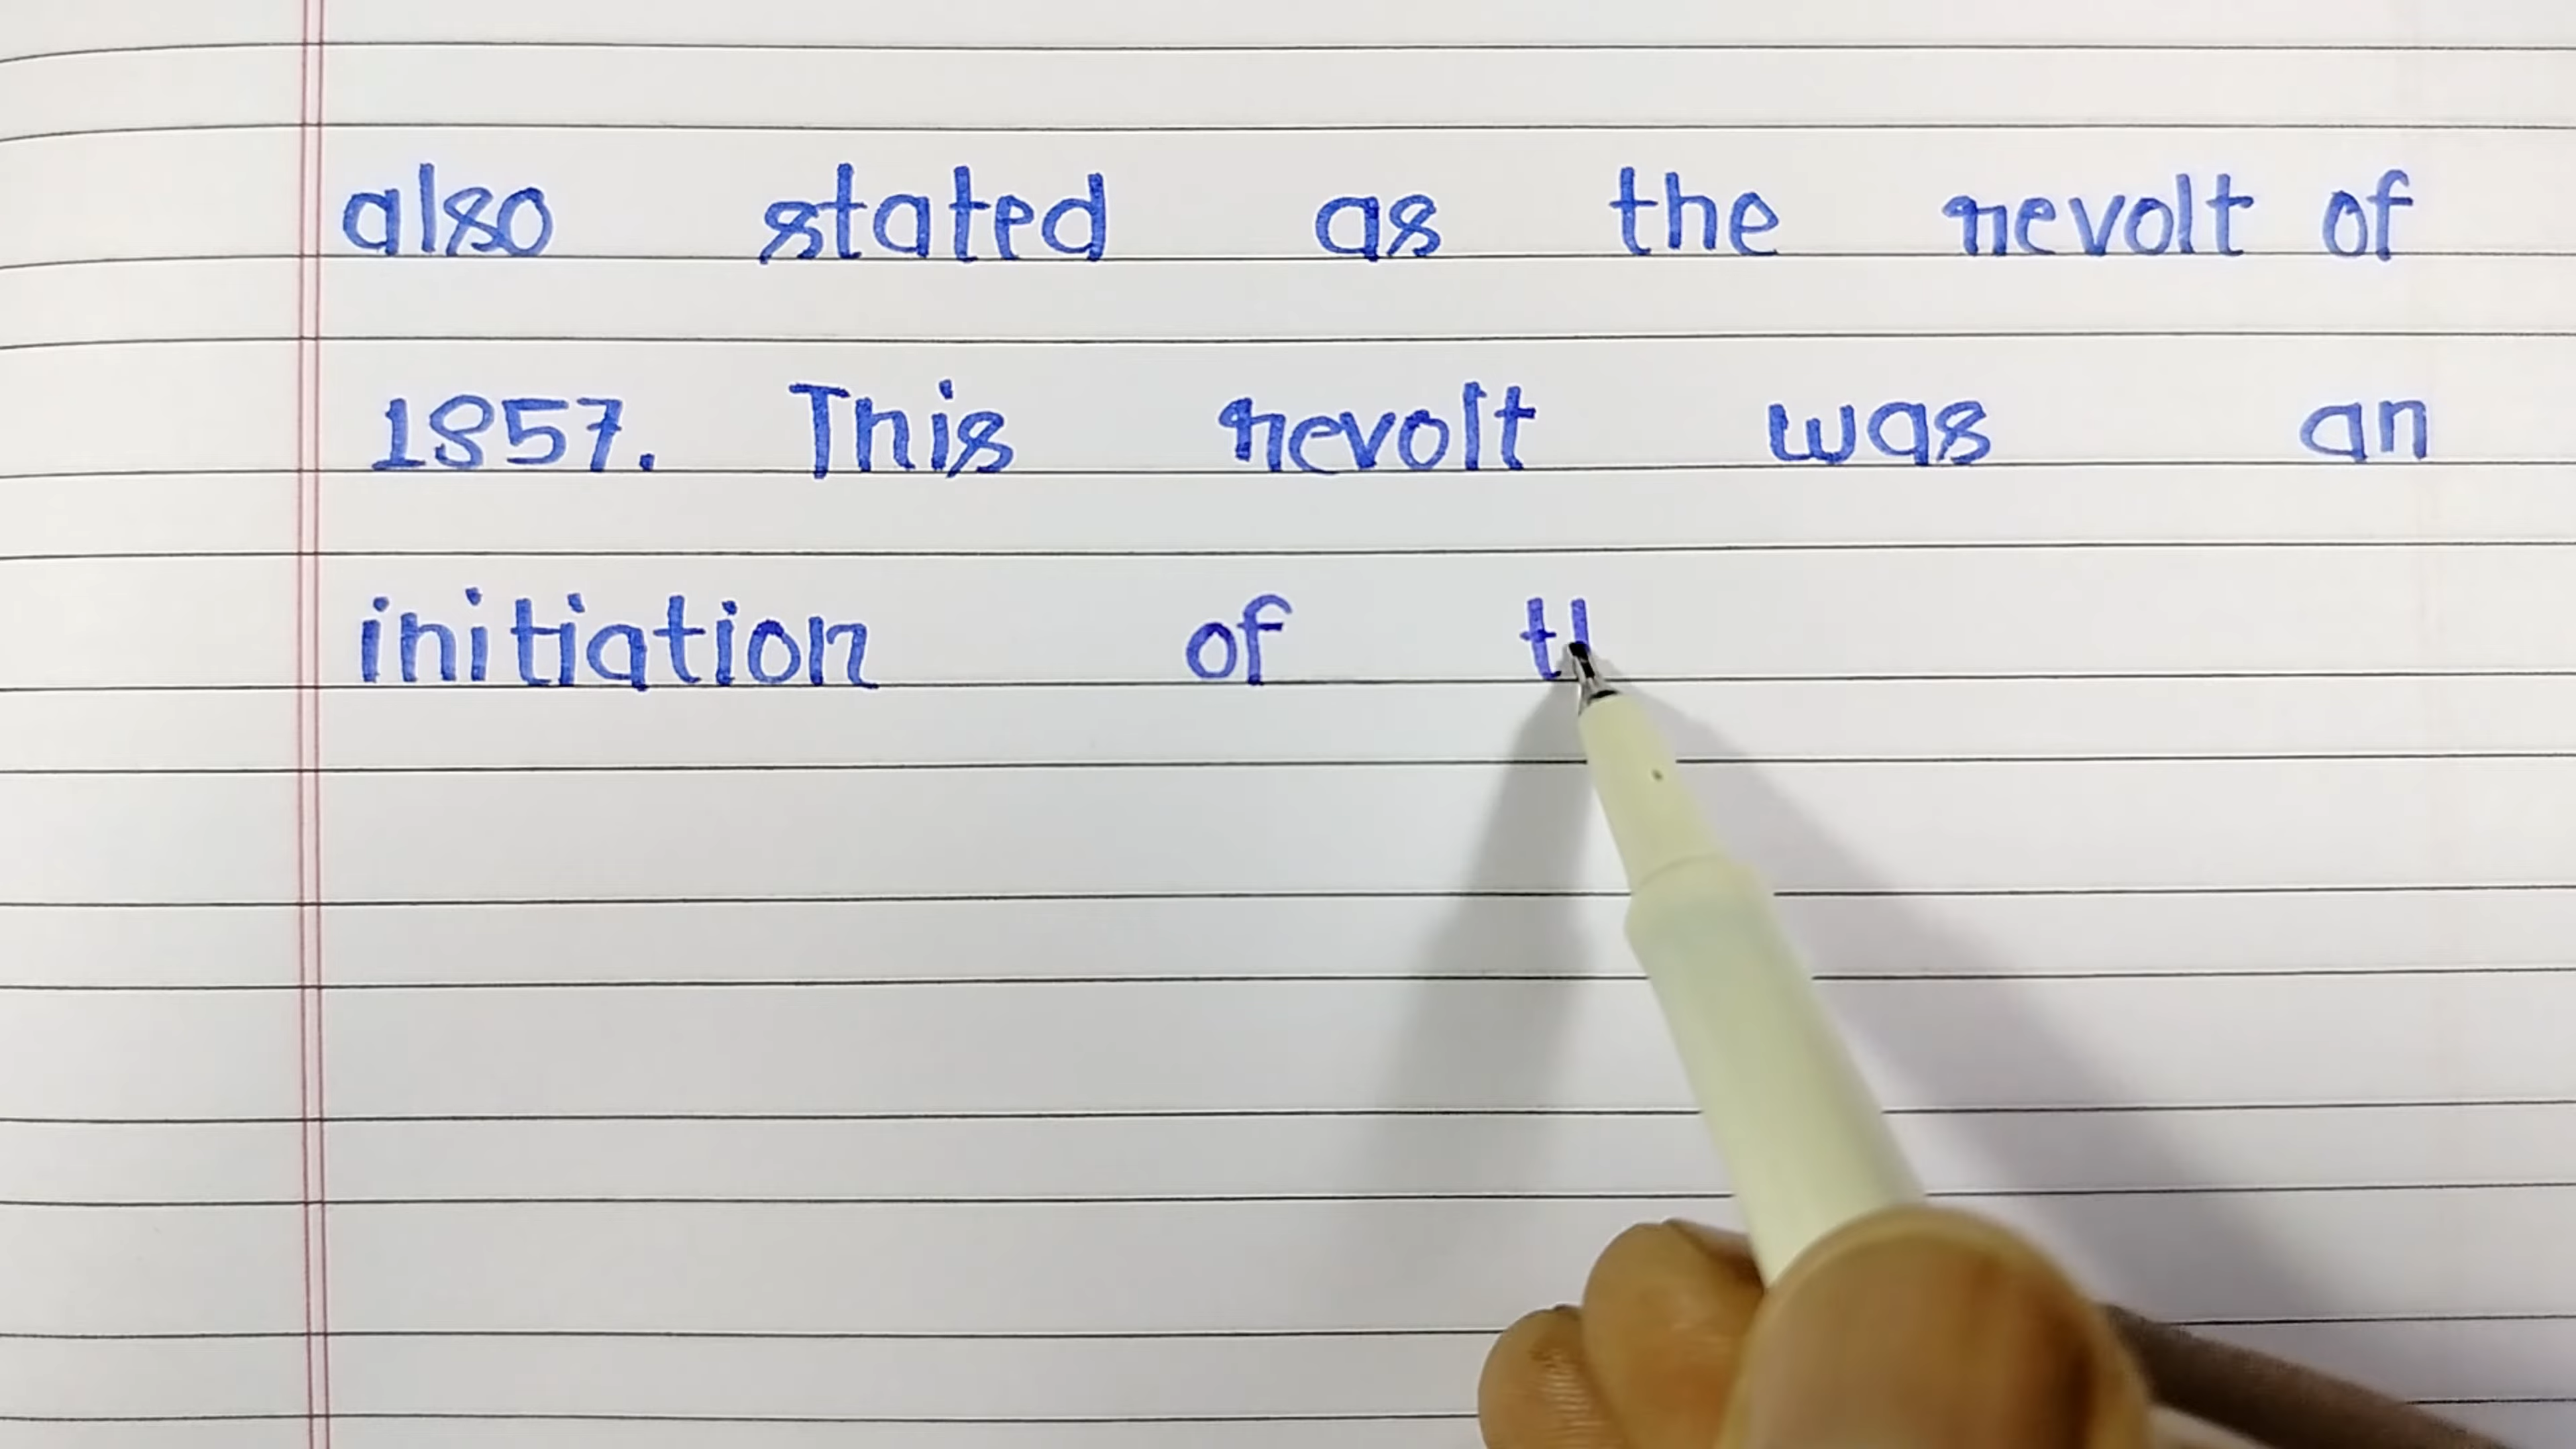 also stated as the revolt of
1857. This revolt was an
initiation of